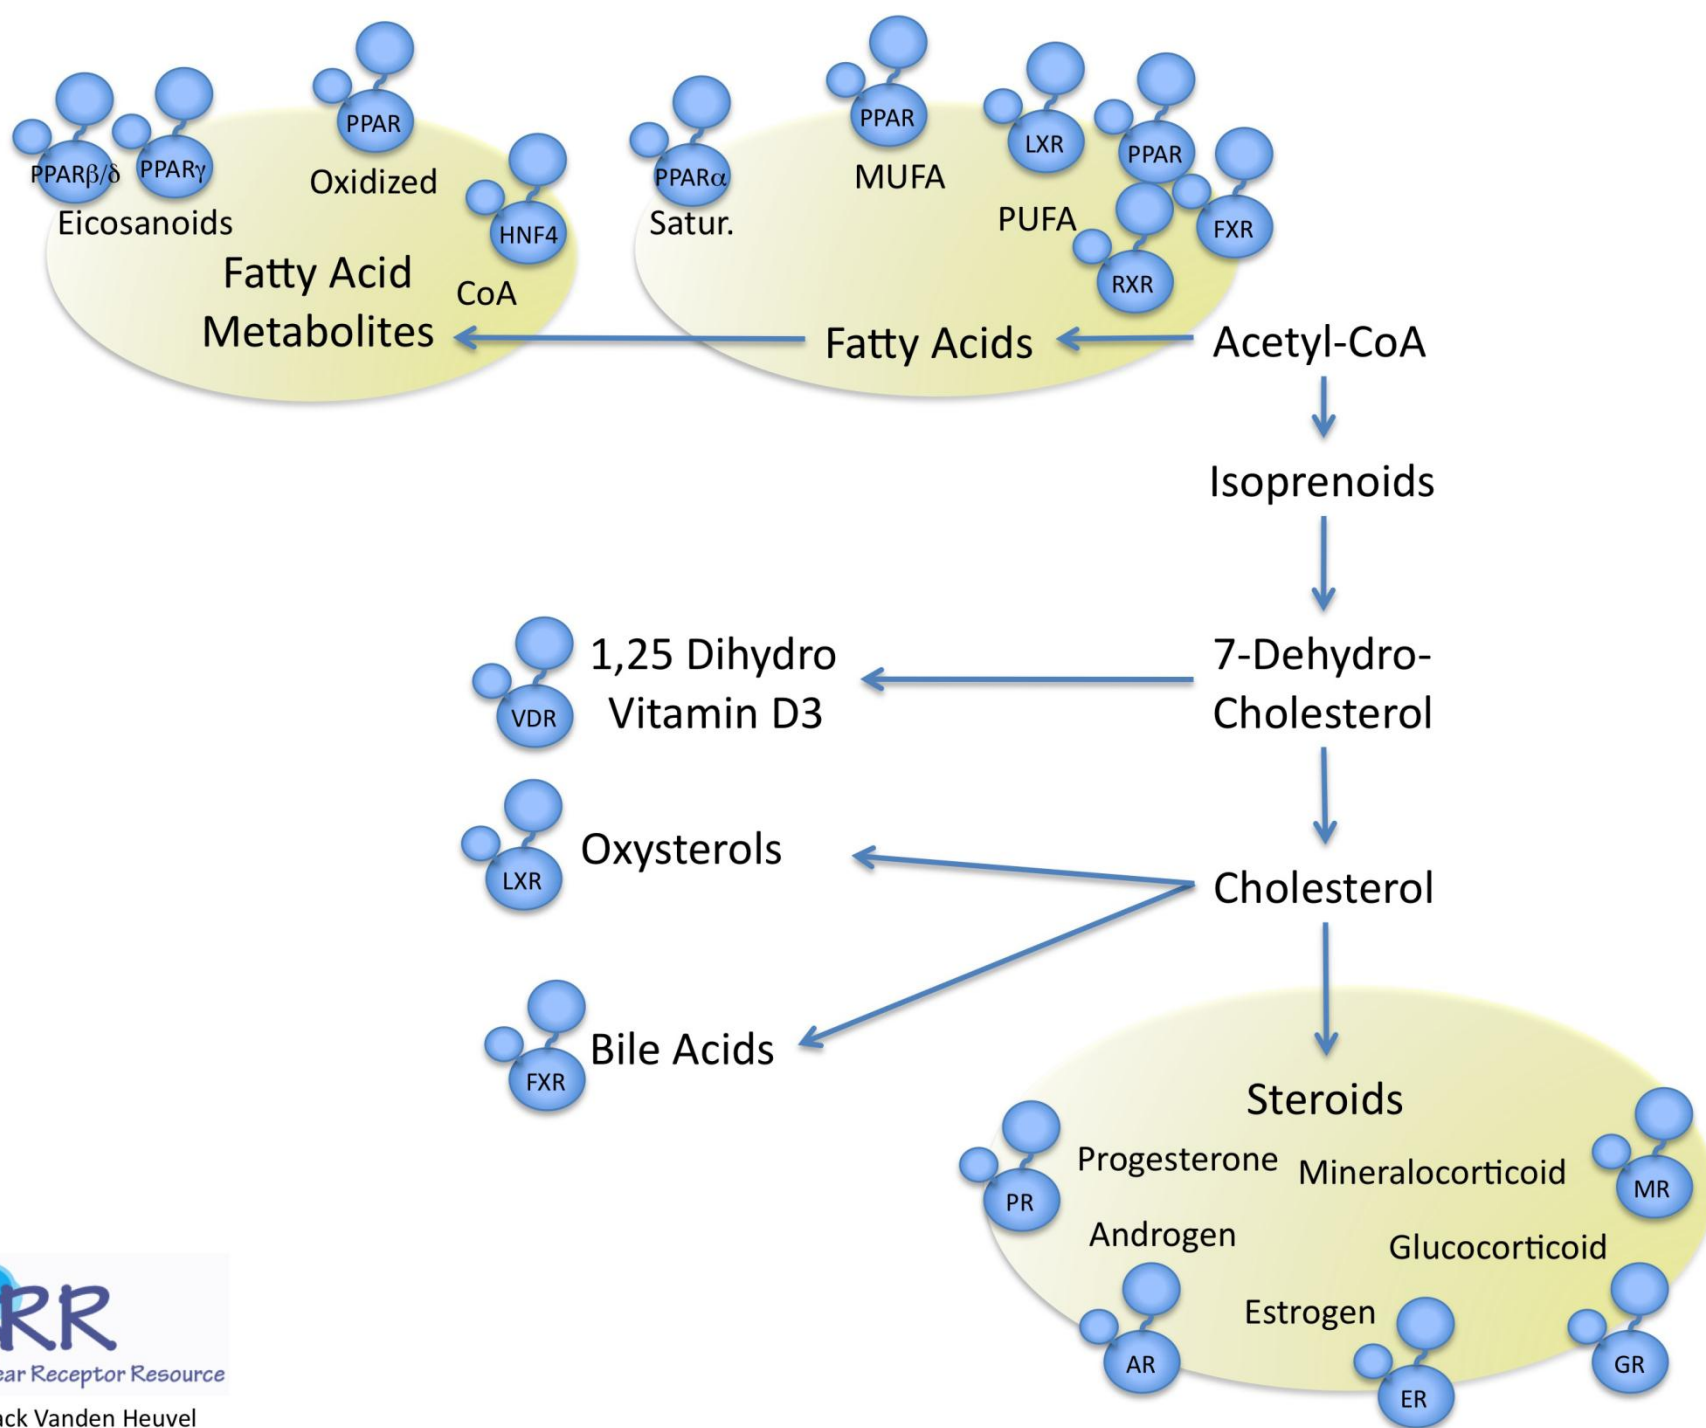 PPARβ/δ
PPARγ
Eicosanoids
PPAR
Oxidized
HNF4
CoA
Fatty Acid
Metabolites
PPARα
Satur.
PPAR
MUFA
LXR
PPAR
PUFA
FXR
RXR
Fatty Acids
Acetyl-CoA
Isoprenoids
VDR
1,25 Dihydro
Vitamin D3
7-Dehydro-
Cholesterol
LXR
Oxysterols
Cholesterol
FXR
Bile Acids
Steroids
PR
Progesterone
Mineralocorticoid
MR
Androgen
AR
Glucocorticoid
GR
Estrogen
ER
RR
ear Receptor Resource
ack Vanden Heuvel